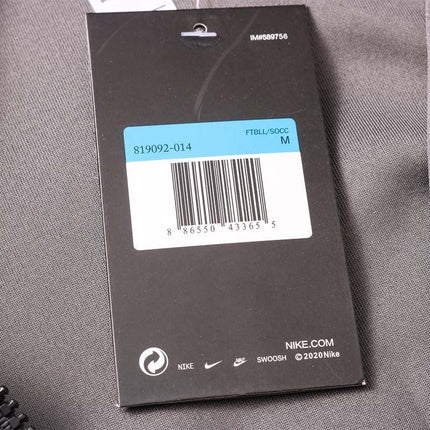 IM#589756
FTBLL/SOCC
819092-014 M
8 86550 43365 5
NIKE.COM
NIKE SWOOSH ©2020Nike